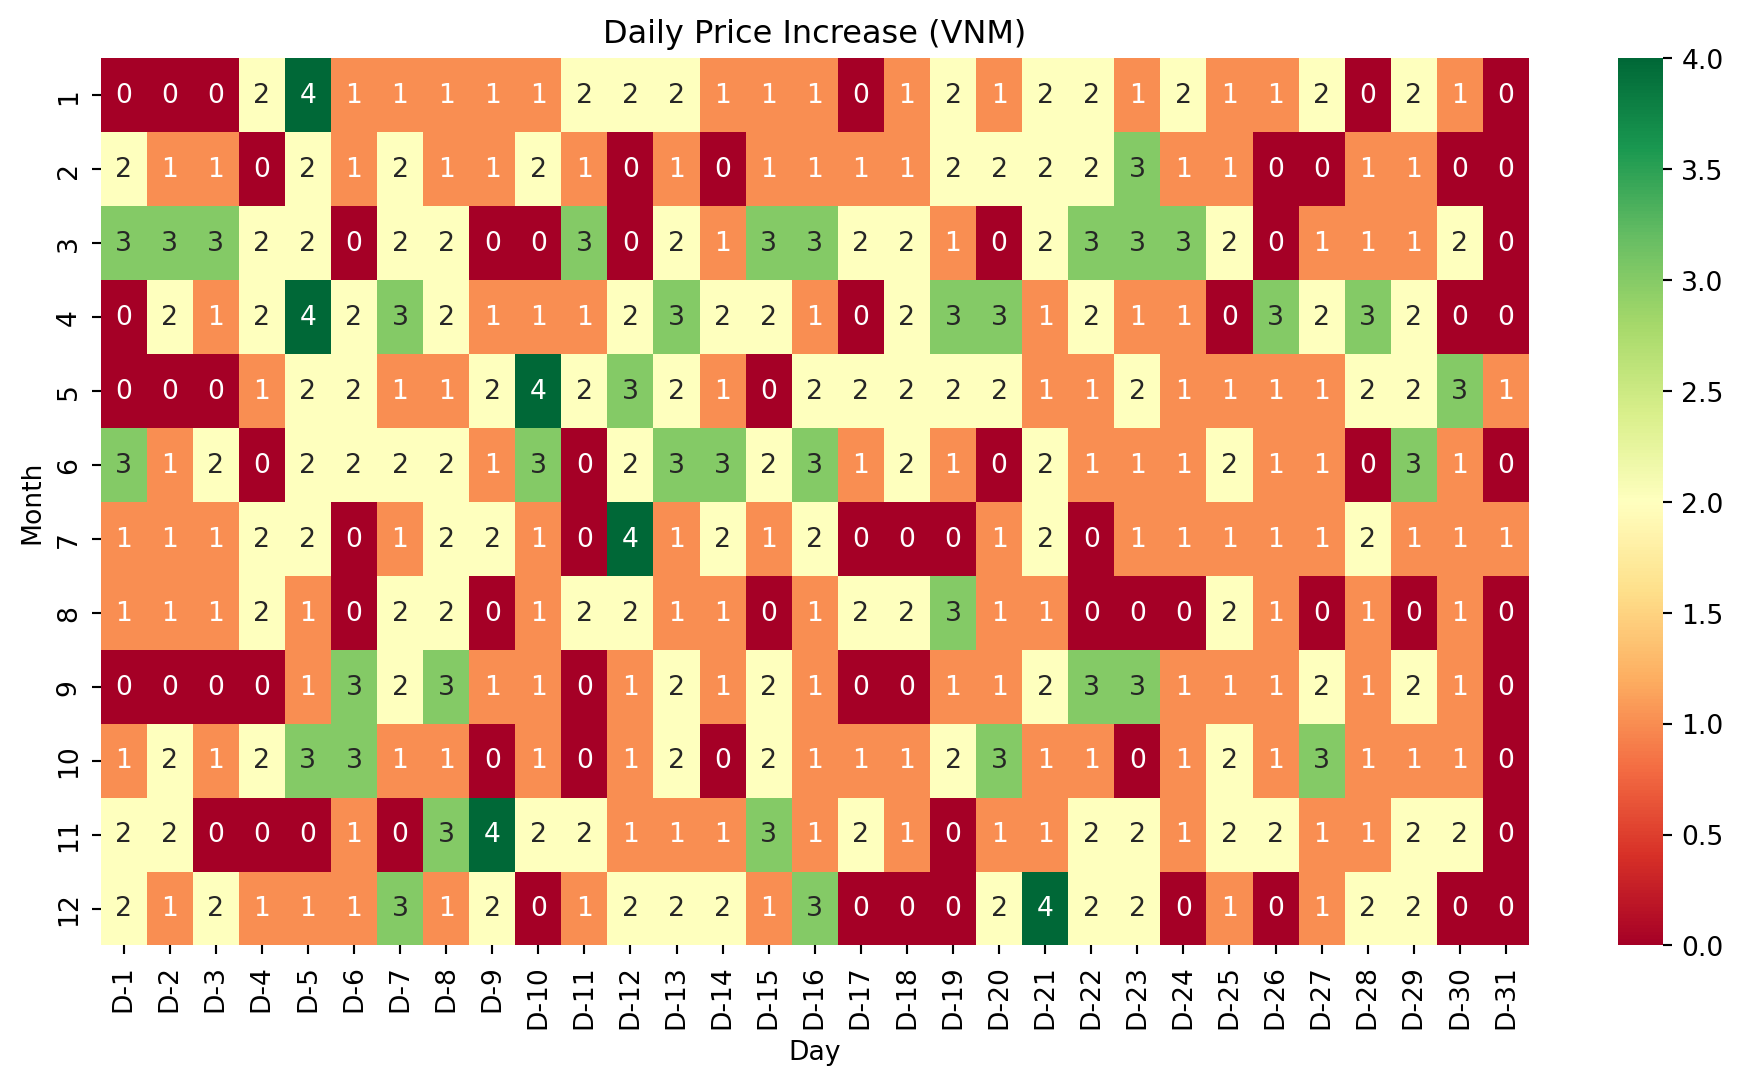 Daily Price Increase (VNM)
Month
1 0 0 0 2 4 1 1 1 1 1 2 2 2 1 1 1 0 1 2 1 2 2 1 2 1 1 2 0 2 1 0
2 2 1 1 0 2 1 2 1 1 2 1 0 1 0 1 1 1 1 2 2 2 2 3 1 1 0 0 1 1 0 0
3 3 3 3 2 2 0 2 2 0 0 3 0 2 1 3 3 2 2 1 0 2 3 3 3 2 0 1 1 1 2 0
4 0 2 1 2 4 2 3 2 1 1 1 2 3 2 2 1 0 2 3 3 1 2 1 1 0 3 2 3 2 0 0
5 0 0 0 1 2 2 1 1 2 4 2 3 2 1 0 2 2 2 2 2 1 1 2 1 1 1 1 2 2 3 1
6 3 1 2 0 2 2 2 2 1 3 0 2 3 3 2 3 1 2 1 0 2 1 1 1 2 1 1 0 3 1 0
7 1 1 1 2 2 0 1 2 2 1 0 4 1 2 1 2 0 0 0 1 2 0 1 1 1 1 1 2 1 1 1
8 1 1 1 2 1 0 2 2 0 1 2 2 1 1 0 1 2 2 3 1 1 0 0 0 2 1 0 1 0 1 0
9 0 0 0 0 1 3 2 3 1 1 0 1 2 1 2 1 0 0 1 1 2 3 3 1 1 1 2 1 2 1 0
10 1 2 1 2 3 3 1 1 0 1 0 1 2 0 2 1 1 1 2 3 1 1 0 1 2 1 3 1 1 1 0
11 2 2 0 0 0 1 0 3 4 2 2 1 1 1 3 1 2 1 0 1 1 2 2 1 2 2 1 1 2 2 0
12 2 1 2 1 1 1 3 1 2 0 1 2 2 2 1 3 0 0 0 2 4 2 2 0 1 0 1 2 2 0 0
D-1 D-2 D-3 D-4 D-5 D-6 D-7 D-8 D-9 D-10 D-11 D-12 D-13 D-14 D-15 D-16 D-17 D-18 D-19 D-20 D-21 D-22 D-23 D-24 D-25 D-26 D-27 D-28 D-29 D-30 D-31
Day
4.0
3.5
3.0
2.5
2.0
1.5
1.0
0.5
0.0